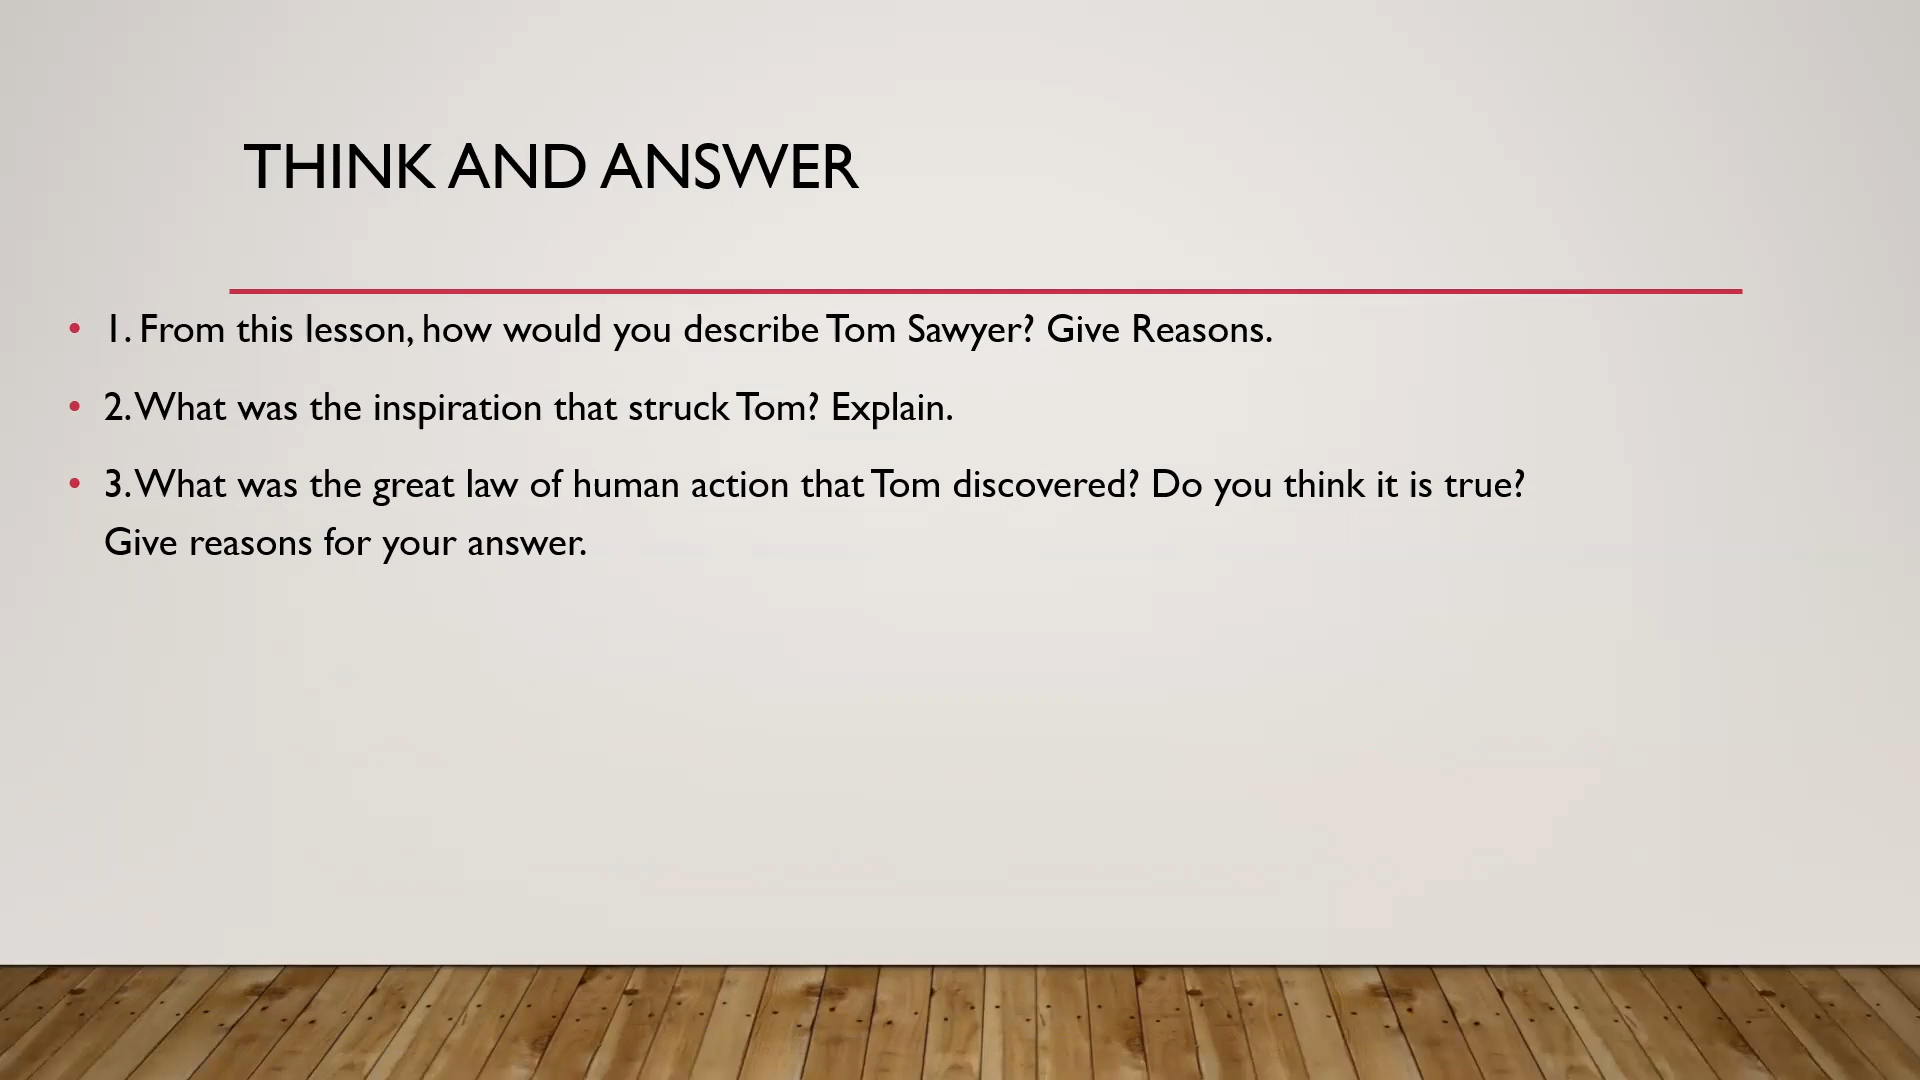 THINK AND ANSWER
• 1. From this lesson, how would you describe Tom Sawyer? Give Reasons.
• 2. What was the inspiration that struck Tom? Explain.
• 3. What was the great law of human action that Tom discovered? Do you think it is true?
Give reasons for your answer.